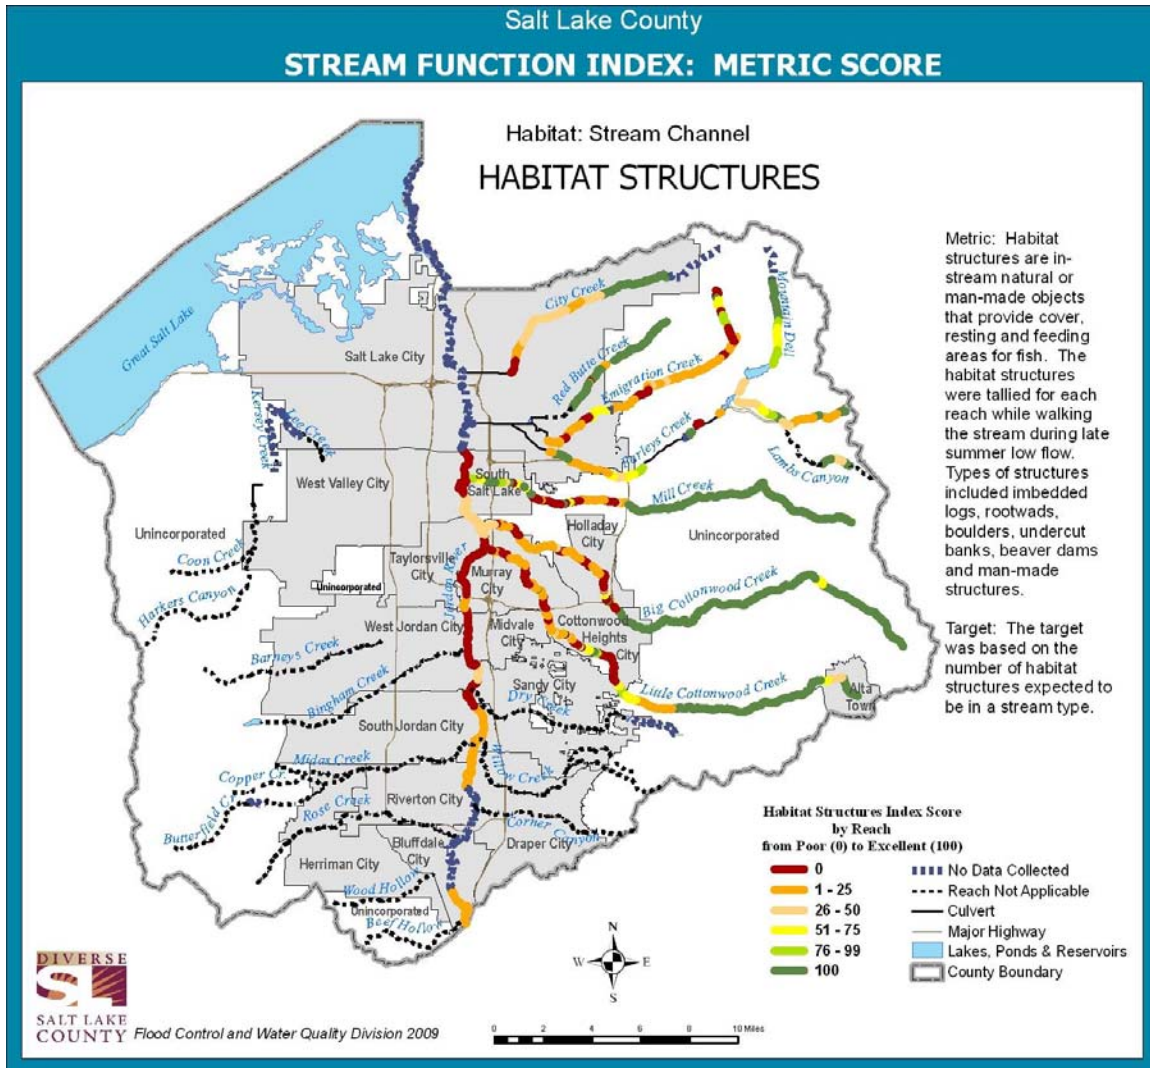 Salt Lake County
STREAM FUNCTION INDEX: METRIC SCORE
Habitat: Stream Channel
HABITAT STRUCTURES
Metric: Habitat
structures are in-
stream natural or
man-made objects
that provide cover,
resting and feeding
areas for fish. The
habitat structures
were tallied for each
reach while walking
the stream during late
summer low flow.
Types of structures
included imbedded
logs, rootwads,
boulders, undercut
banks, beaver dams
and man-made
structures.
Target: The target
was based on the
number of habitat
structures expected to
be in a stream type.
Great Salt Lake
Salt Lake City
City Creek
Red Butte Creek
Emigration Creek
Mountain Dell
Parleys Creek
Lambs Canyon
Kersey Creek
Lee Creek
West Valley City
South
Salt Lake
Mill Creek
Unincorporated
Holladay
City
Unincorporated
Coon Creek
Harkers Canyon
Taylorsville
City
Unincorporated
Jordan River
Murray
City
Big Cottonwood Creek
West Jordan City
Midvale
City
Cottonwood
Heights
City
Barneys Creek
Bingham Creek
Sandy City
Little Cottonwood Creek
Alta
Town
Dry Creek
South Jordan City
Midas Creek
Willow Creek
Copper Cr.
Butterfield Cr.
Rose Creek
Riverton City
Corner Canyon
Bluffdale
City
Draper City
Herriman City
Wood Hollow
Unincorporated
Beef Hollow
Habitat Structures Index Score
by Reach
from Poor (0) to Excellent (100)
0
1 - 25
26 - 50
51 - 75
76 - 99
100
No Data Collected
Reach Not Applicable
Culvert
Major Highway
Lakes, Ponds & Reservoirs
County Boundary
N
W E
S
0 2 4 6 8 10 Miles
DIVERSE
SL
SALT LAKE
COUNTY
Flood Control and Water Quality Division 2009